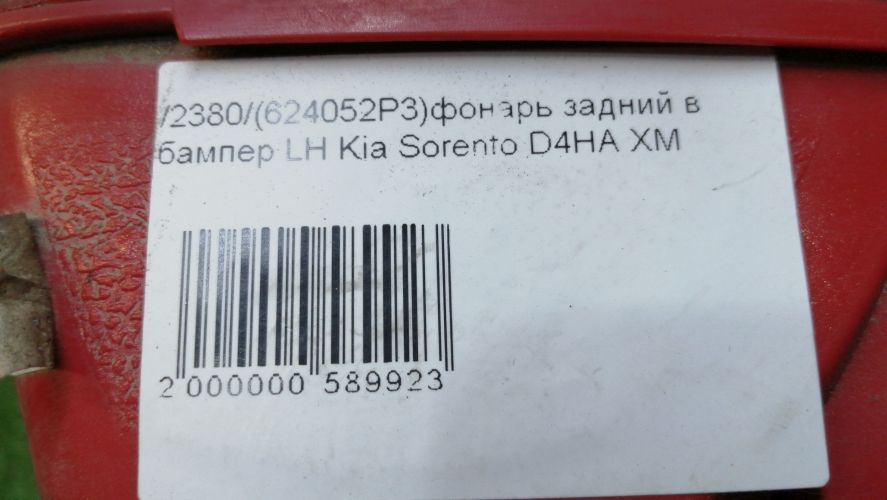 /2380/(624052P3)фонарь задний в
бампер LH Kia Sorento D4HA XM
2 000000 589923